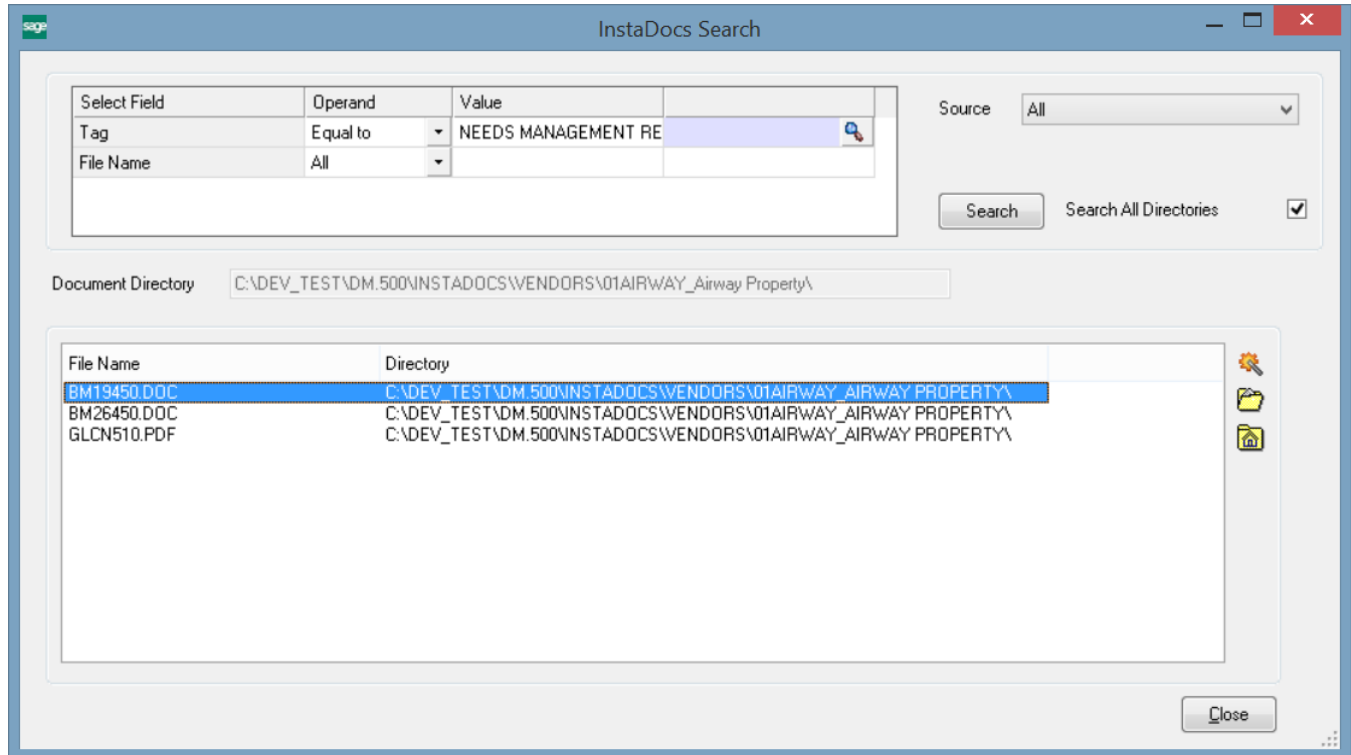 sage
InstaDocs Search
Select Field Operand Value
Tag Equal to NEEDS MANAGEMENT RE
File Name All
Source All
Search Search All Directories
Document Directory C:\DEV_TEST\DM.500\INSTADOCS\VENDORS\01AIRWAY_Airway Property\
File Name Directory
BM19450.DOC C:\DEV_TEST\DM.500\INSTADOCS\VENDORS\01AIRWAY_AIRWAY PROPERTY\
BM26450.DOC C:\DEV_TEST\DM.500\INSTADOCS\VENDORS\01AIRWAY_AIRWAY PROPERTY\
GLCN510.PDF C:\DEV_TEST\DM.500\INSTADOCS\VENDORS\01AIRWAY_AIRWAY PROPERTY\
Close